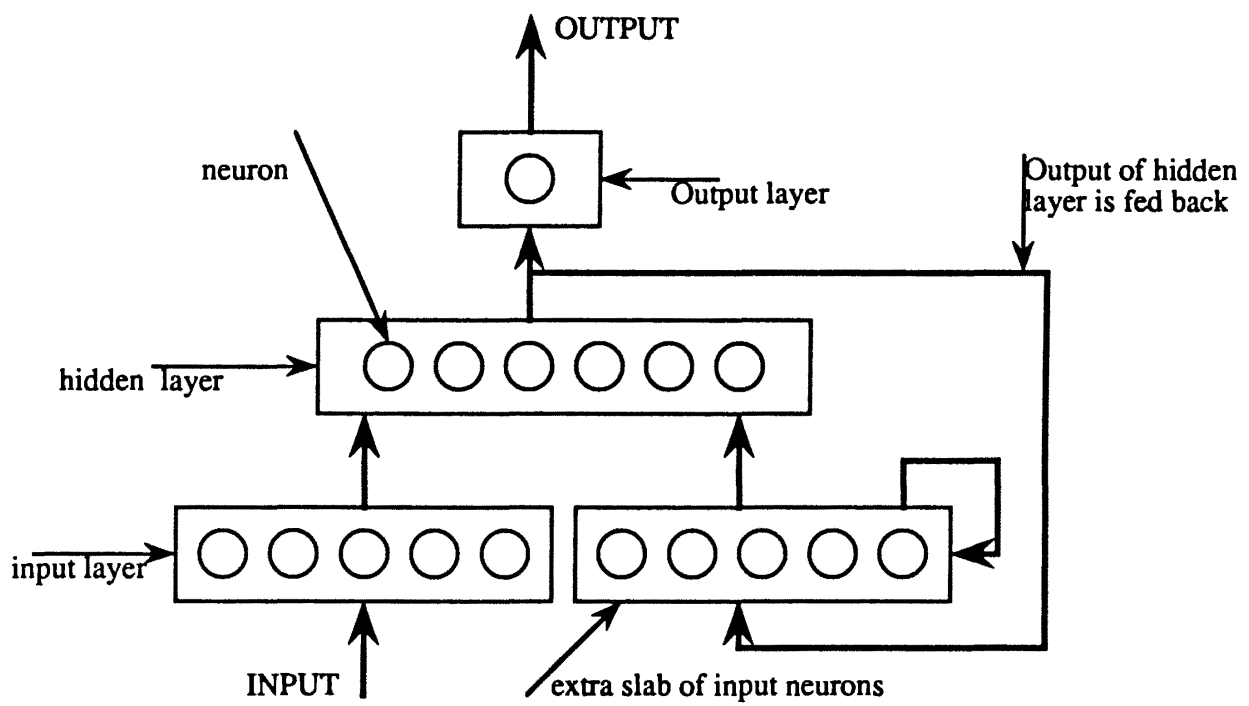 OUTPUT
neuron
Output layer
Output of hidden
layer is fed back
hidden layer
input layer
INPUT
extra slab of input neurons